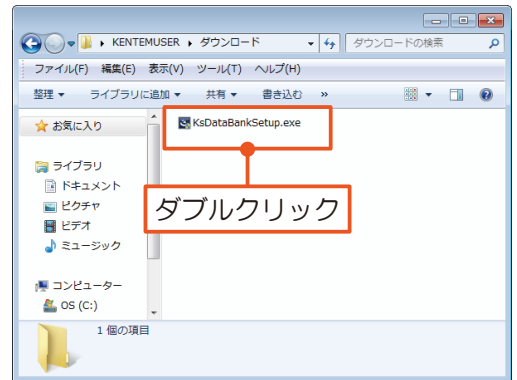 KENTEMUSER ダウンロード ダウンロードの検索
ファイル(F) 編集(E) 表示(V) ツール(T) ヘルプ(H)
整理 ライブラリに追加 共有 書き込む »
お気に入り
KsDataBankSetup.exe
ライブラリ
ドキュメント
ピクチャ
ビデオ
ミュージック
ダブルクリック
コンピューター
OS (C:)
1 個の項目